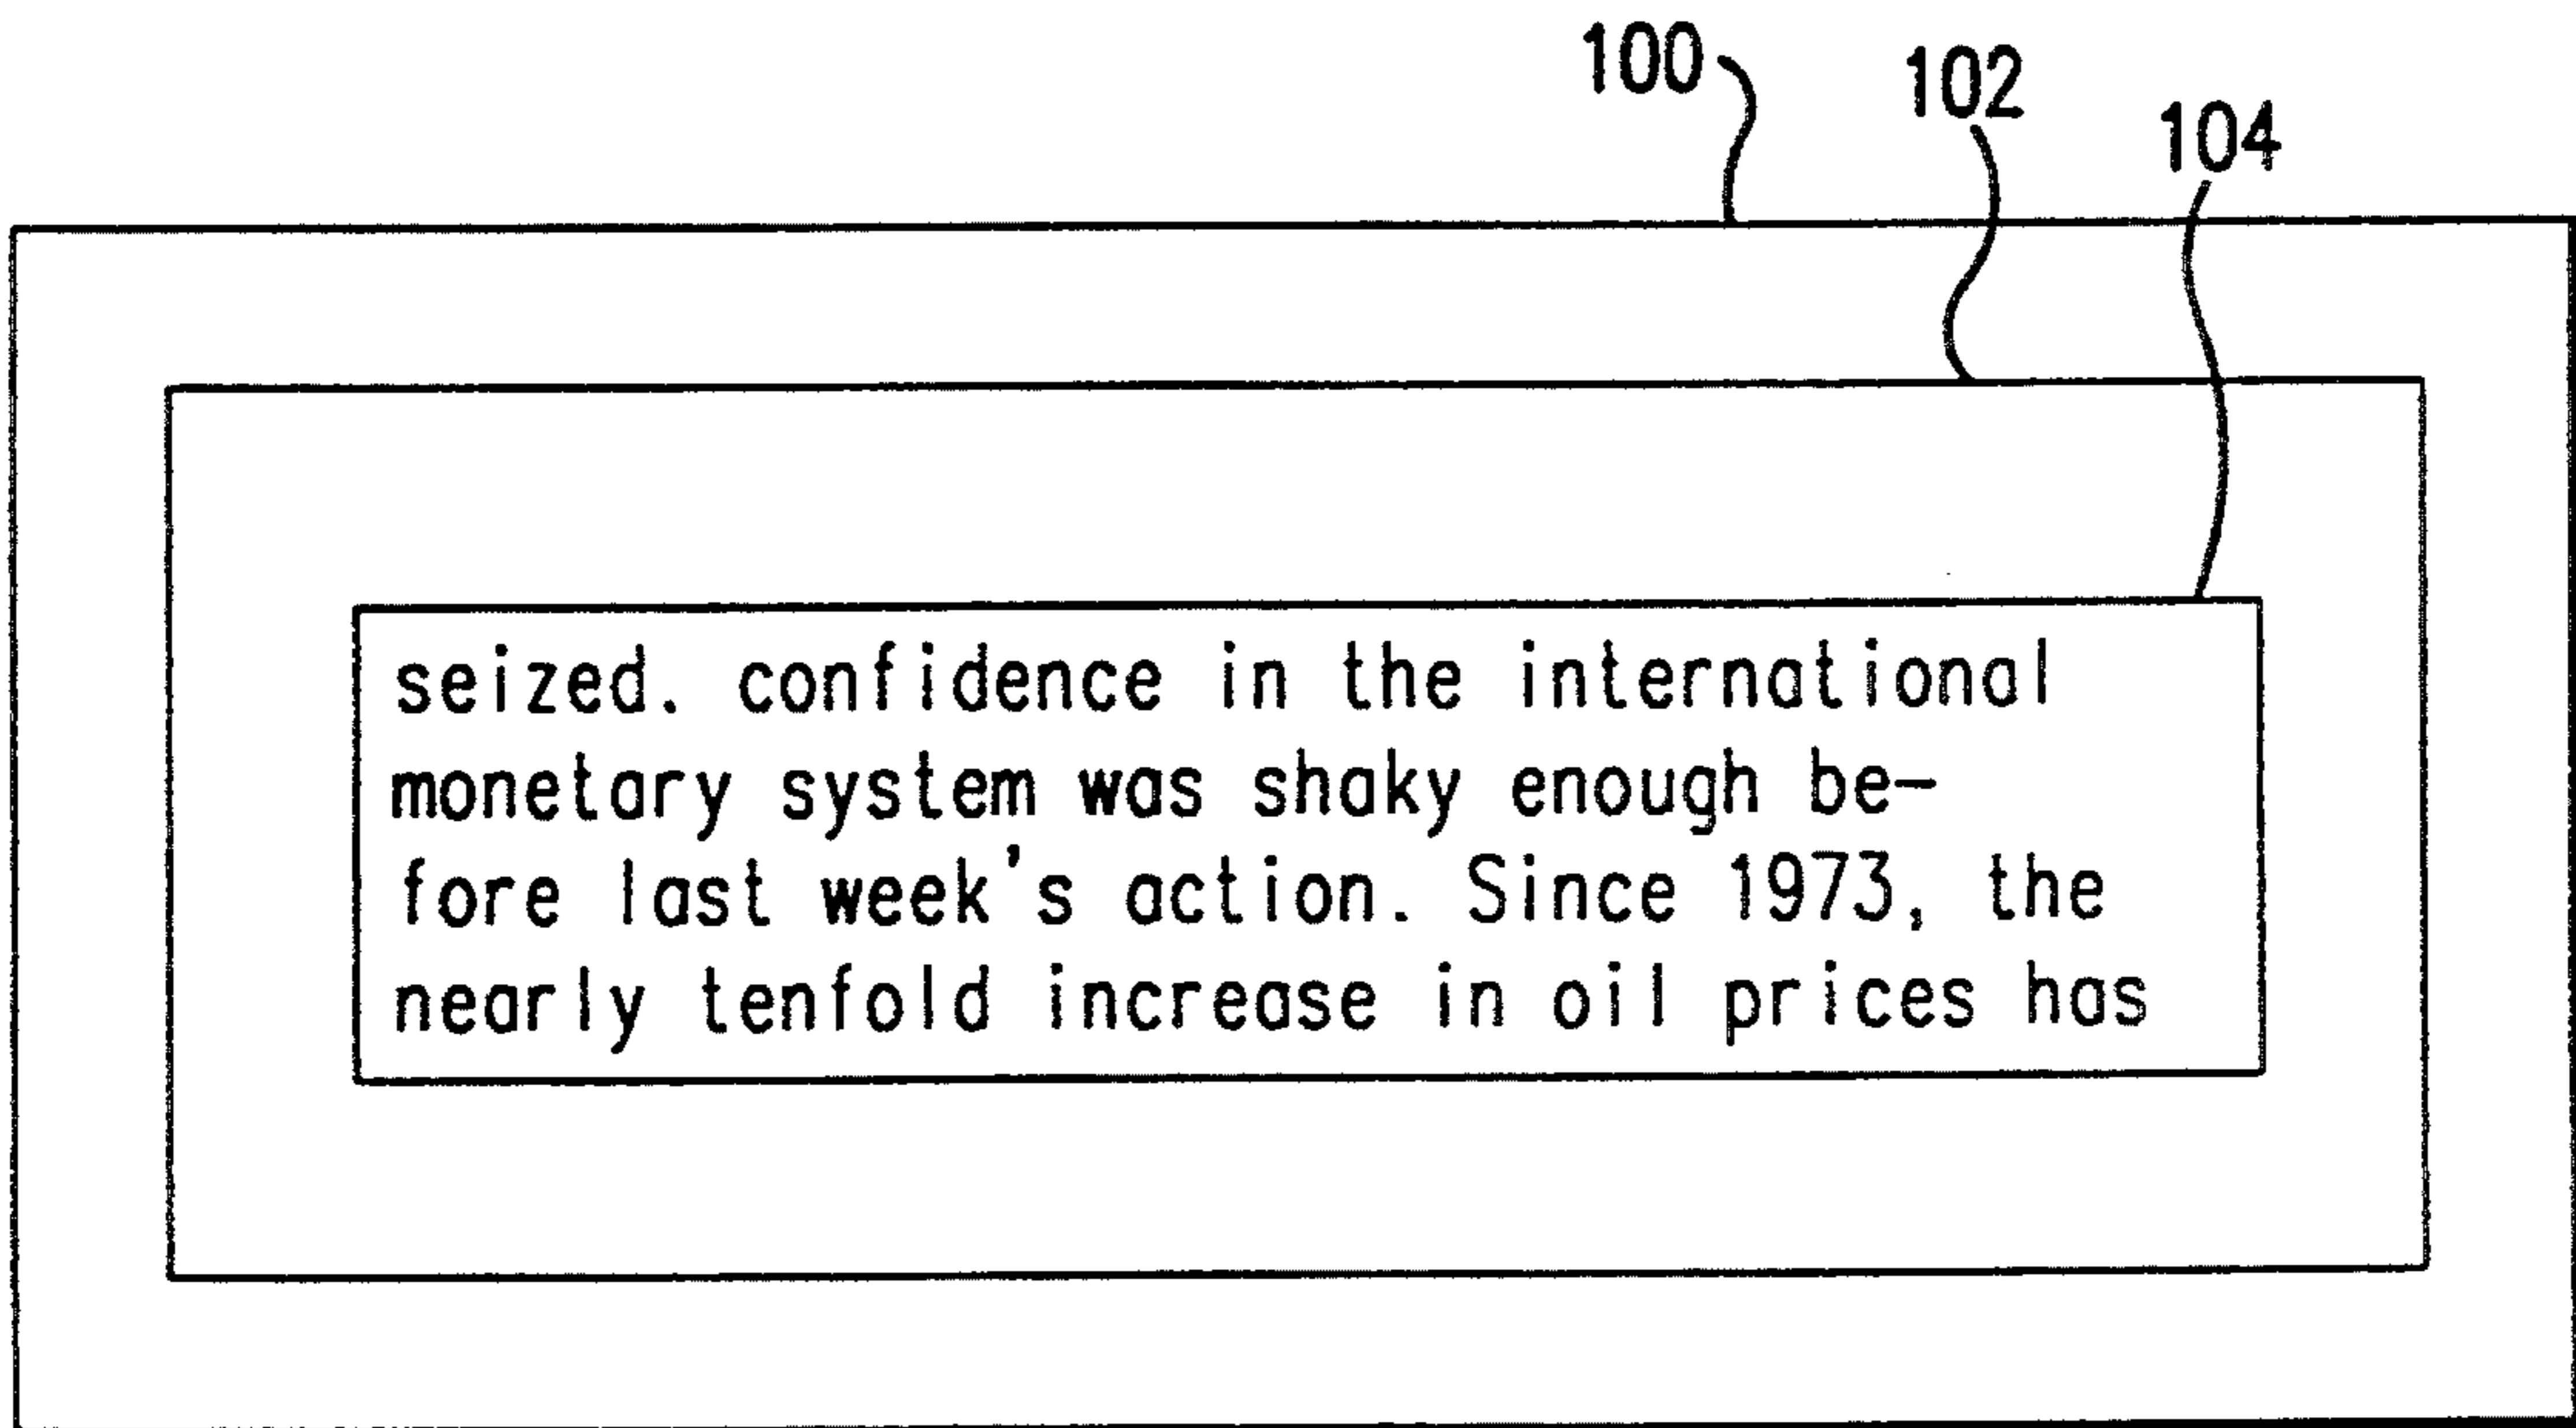 100
102
104
seized. confidence in the international
monetary system was shaky enough be-
fore last week's action. Since 1973, the
nearly tenfold increase in oil prices has